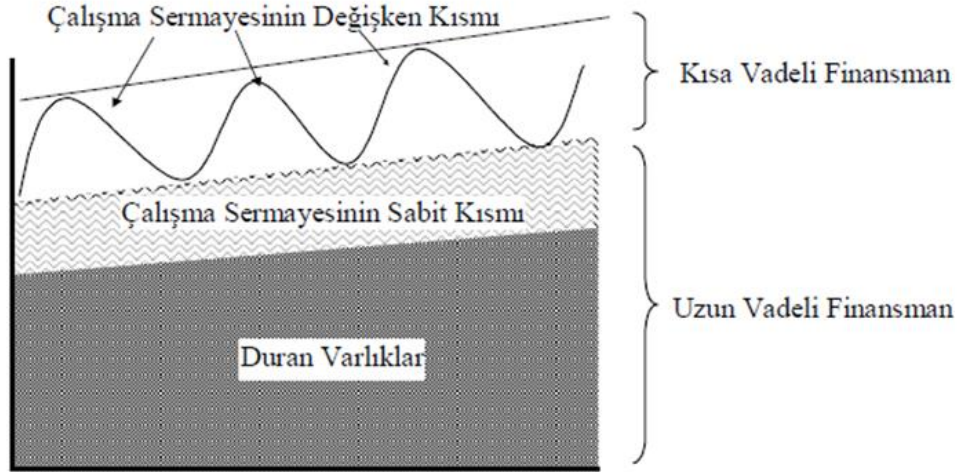 Çalışma Sermayesinin Değişken Kısmı
Kısa Vadeli Finansman
Çalışma Sermayesinin Sabit Kısmı
Uzun Vadeli Finansman
Duran Varlıklar